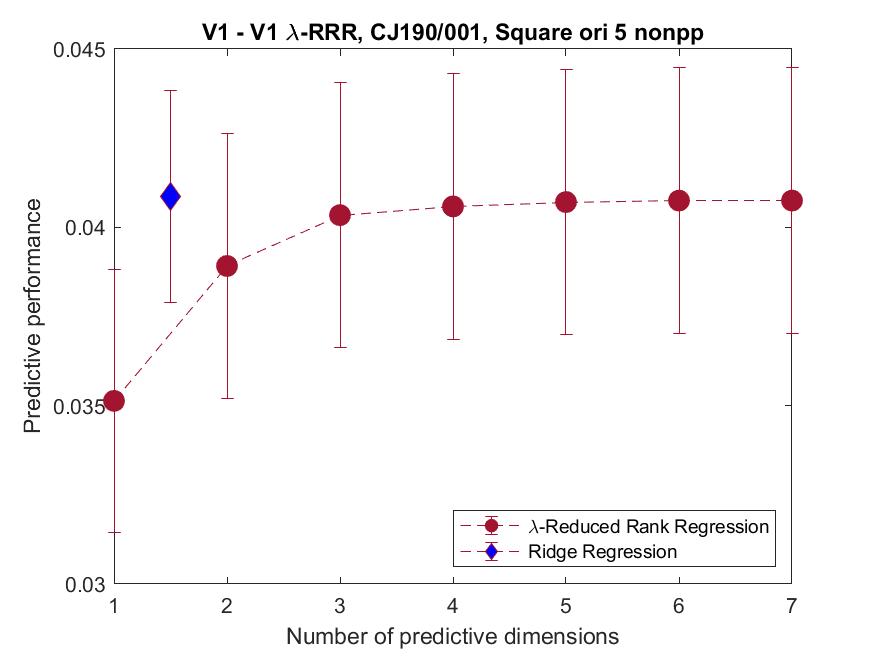 V1 - V1 λ-RRR, CJ190/001, Square ori 5 nonpp
0.045
0.04
0.035
0.03
Predictive performance
1 2 3 4 5 6 7
Number of predictive dimensions
λ-Reduced Rank Regression
Ridge Regression